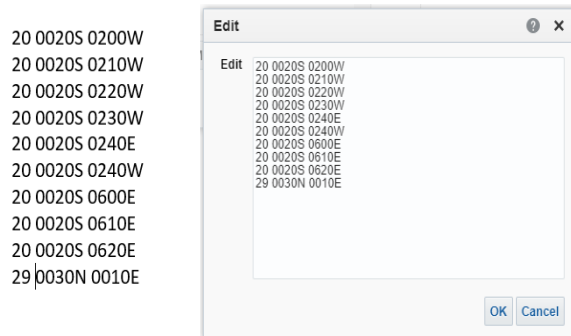 20 0020S 0200W
20 0020S 0210W
20 0020S 0220W
20 0020S 0230W
20 0020S 0240E
20 0020S 0240W
20 0020S 0600E
20 0020S 0610E
20 0020S 0620E
29 0030N 0010E
Edit
Edit
20 0020S 0200W
20 0020S 0210W
20 0020S 0220W
20 0020S 0230W
20 0020S 0240E
20 0020S 0240W
20 0020S 0600E
20 0020S 0610E
20 0020S 0620E
29 0030N 0010E
OK Cancel